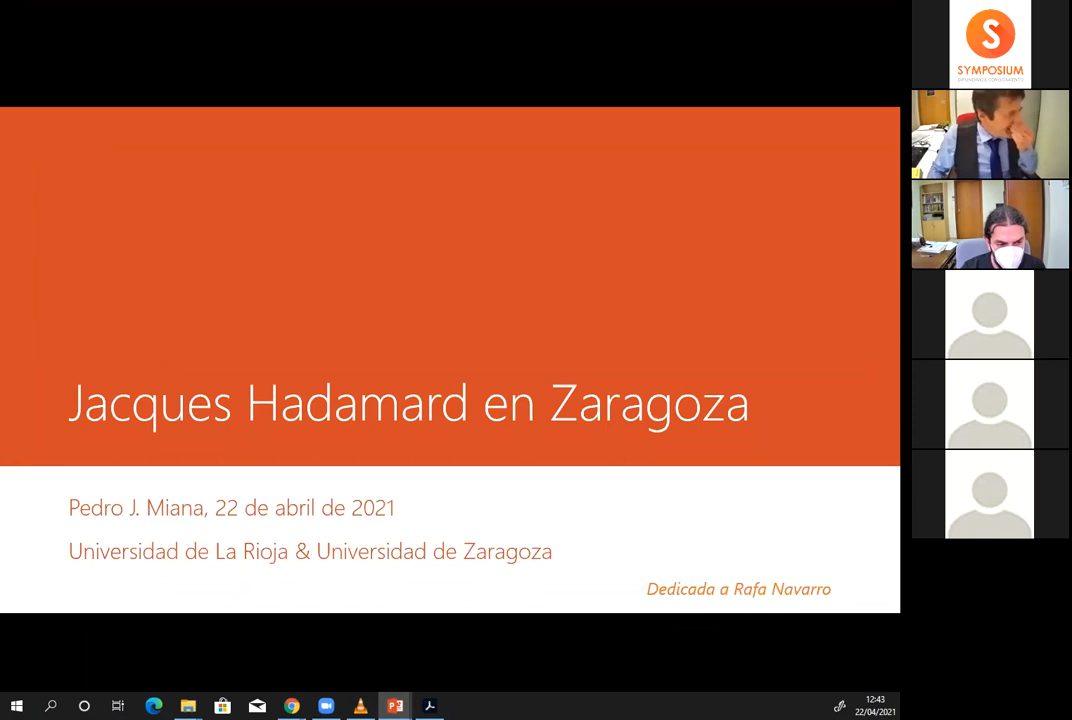 Jacques Hadamard en Zaragoza
Pedro J. Miana, 22 de abril de 2021
Universidad de La Rioja & Universidad de Zaragoza
Dedicada a Rafa Navarro
S
SYMPOSIUM
12:43
22/04/2021